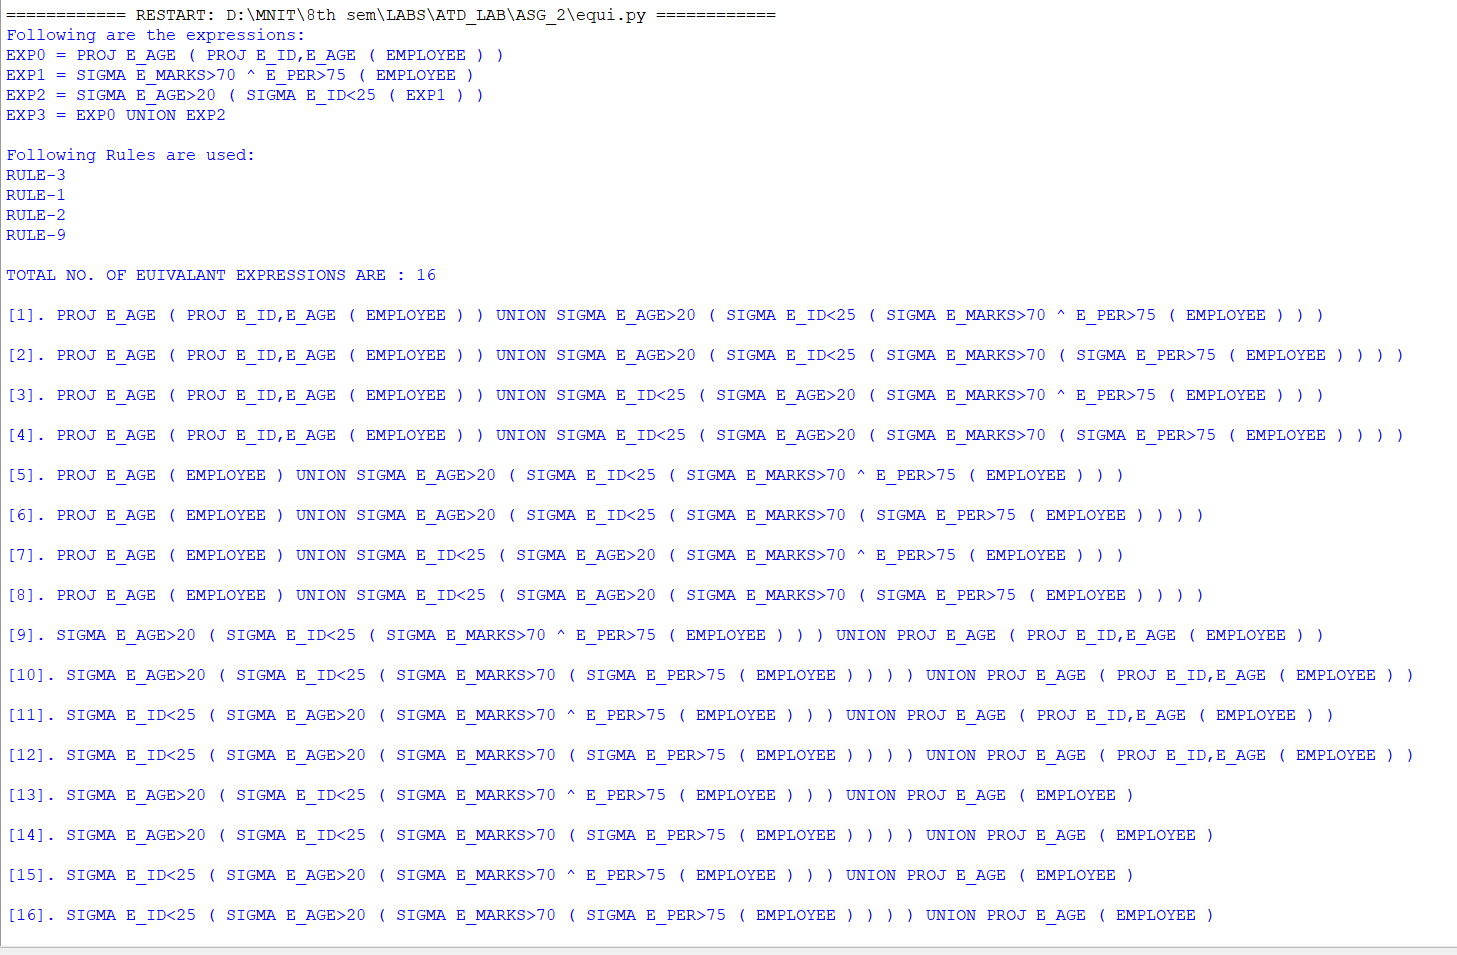 ============ RESTART: D:\MNIT\8th sem\LABS\ATD_LAB\ASG_2\equi.py ============
Following are the expressions:
EXP0 = PROJ E_AGE ( PROJ E_ID,E_AGE ( EMPLOYEE ) )
EXP1 = SIGMA E_MARKS>70 ^ E_PER>75 ( EMPLOYEE )
EXP2 = SIGMA E_AGE>20 ( SIGMA E_ID<25 ( EXP1 ) )
EXP3 = EXP0 UNION EXP2

Following Rules are used:
RULE-3
RULE-1
RULE-2
RULE-9

TOTAL NO. OF EUIVALANT EXPRESSIONS ARE : 16

[1]. PROJ E_AGE ( PROJ E_ID,E_AGE ( EMPLOYEE ) ) UNION SIGMA E_AGE>20 ( SIGMA E_ID<25 ( SIGMA E_MARKS>70 ^ E_PER>75 ( EMPLOYEE ) ) )

[2]. PROJ E_AGE ( PROJ E_ID,E_AGE ( EMPLOYEE ) ) UNION SIGMA E_AGE>20 ( SIGMA E_ID<25 ( SIGMA E_MARKS>70 ( SIGMA E_PER>75 ( EMPLOYEE ) ) ) )

[3]. PROJ E_AGE ( PROJ E_ID,E_AGE ( EMPLOYEE ) ) UNION SIGMA E_ID<25 ( SIGMA E_AGE>20 ( SIGMA E_MARKS>70 ^ E_PER>75 ( EMPLOYEE ) ) )

[4]. PROJ E_AGE ( PROJ E_ID,E_AGE ( EMPLOYEE ) ) UNION SIGMA E_ID<25 ( SIGMA E_AGE>20 ( SIGMA E_MARKS>70 ( SIGMA E_PER>75 ( EMPLOYEE ) ) ) )

[5]. PROJ E_AGE ( EMPLOYEE ) UNION SIGMA E_AGE>20 ( SIGMA E_ID<25 ( SIGMA E_MARKS>70 ^ E_PER>75 ( EMPLOYEE ) ) )

[6]. PROJ E_AGE ( EMPLOYEE ) UNION SIGMA E_AGE>20 ( SIGMA E_ID<25 ( SIGMA E_MARKS>70 ( SIGMA E_PER>75 ( EMPLOYEE ) ) ) )

[7]. PROJ E_AGE ( EMPLOYEE ) UNION SIGMA E_ID<25 ( SIGMA E_AGE>20 ( SIGMA E_MARKS>70 ^ E_PER>75 ( EMPLOYEE ) ) )

[8]. PROJ E_AGE ( EMPLOYEE ) UNION SIGMA E_ID<25 ( SIGMA E_AGE>20 ( SIGMA E_MARKS>70 ( SIGMA E_PER>75 ( EMPLOYEE ) ) ) )

[9]. SIGMA E_AGE>20 ( SIGMA E_ID<25 ( SIGMA E_MARKS>70 ^ E_PER>75 ( EMPLOYEE ) ) ) UNION PROJ E_AGE ( PROJ E_ID,E_AGE ( EMPLOYEE ) )

[10]. SIGMA E_AGE>20 ( SIGMA E_ID<25 ( SIGMA E_MARKS>70 ( SIGMA E_PER>75 ( EMPLOYEE ) ) ) ) UNION PROJ E_AGE ( PROJ E_ID,E_AGE ( EMPLOYEE ) )

[11]. SIGMA E_ID<25 ( SIGMA E_AGE>20 ( SIGMA E_MARKS>70 ^ E_PER>75 ( EMPLOYEE ) ) ) UNION PROJ E_AGE ( PROJ E_ID,E_AGE ( EMPLOYEE ) )

[12]. SIGMA E_ID<25 ( SIGMA E_AGE>20 ( SIGMA E_MARKS>70 ( SIGMA E_PER>75 ( EMPLOYEE ) ) ) ) UNION PROJ E_AGE ( PROJ E_ID,E_AGE ( EMPLOYEE ) )

[13]. SIGMA E_AGE>20 ( SIGMA E_ID<25 ( SIGMA E_MARKS>70 ^ E_PER>75 ( EMPLOYEE ) ) ) UNION PROJ E_AGE ( EMPLOYEE )

[14]. SIGMA E_AGE>20 ( SIGMA E_ID<25 ( SIGMA E_MARKS>70 ( SIGMA E_PER>75 ( EMPLOYEE ) ) ) ) UNION PROJ E_AGE ( EMPLOYEE )

[15]. SIGMA E_ID<25 ( SIGMA E_AGE>20 ( SIGMA E_MARKS>70 ^ E_PER>75 ( EMPLOYEE ) ) ) UNION PROJ E_AGE ( EMPLOYEE )

[16]. SIGMA E_ID<25 ( SIGMA E_AGE>20 ( SIGMA E_MARKS>70 ( SIGMA E_PER>75 ( EMPLOYEE ) ) ) ) UNION PROJ E_AGE ( EMPLOYEE )